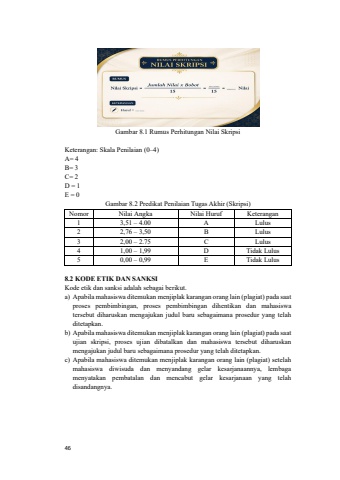 RUMUS PERHITUNGAN
NILAI SKRIPSI
RUMUS
Nilai Skripsi = Jumlah Nilai x Bobot / 15 = ........ / 15 = ..... Nilai
KETERANGAN
Gambar 8.1 Rumus Perhitungan Nilai Skripsi
Keterangan: Skala Penilaian (0–4)
A= 4
B= 3
C= 2
D = 1
E = 0
Gambar 8.2 Predikat Penilaian Tugas Akhir (Skripsi)
Nomor Nilai Angka Nilai Huruf Keterangan
1 3,51 – 4.00 A Lulus
2 2,76 – 3,50 B Lulus
3 2,00 – 2.75 C Lulus
4 1,00 – 1,99 D Tidak Lulus
5 0,00 – 0,99 E Tidak Lulus
8.2 KODE ETIK DAN SANKSI
Kode etik dan sanksi adalah sebagai berikut.
a) Apabila mahasiswa ditemukan menjiplak karangan orang lain (plagiat) pada saat
proses pembimbingan, proses pembimbingan dihentikan dan mahasiswa
tersebut diharuskan mengajukan judul baru sebagaimana prosedur yang telah
ditetapkan.
b) Apabila mahasiswa ditemukan menjiplak karangan orang lain (plagiat) pada saat
ujian skripsi, proses ujian dibatalkan dan mahasiswa tersebut diharuskan
mengajukan judul baru sebagaimana prosedur yang telah ditetapkan.
c) Apabila mahasiswa ditemukan menjiplak karangan orang lain (plagiat) setelah
mahasiswa diwisuda dan menyandang gelar kesarjanaannya, lembaga
menyatakan pembatalan dan mencabut gelar kesarjanaan yang telah
disandangnya.
46